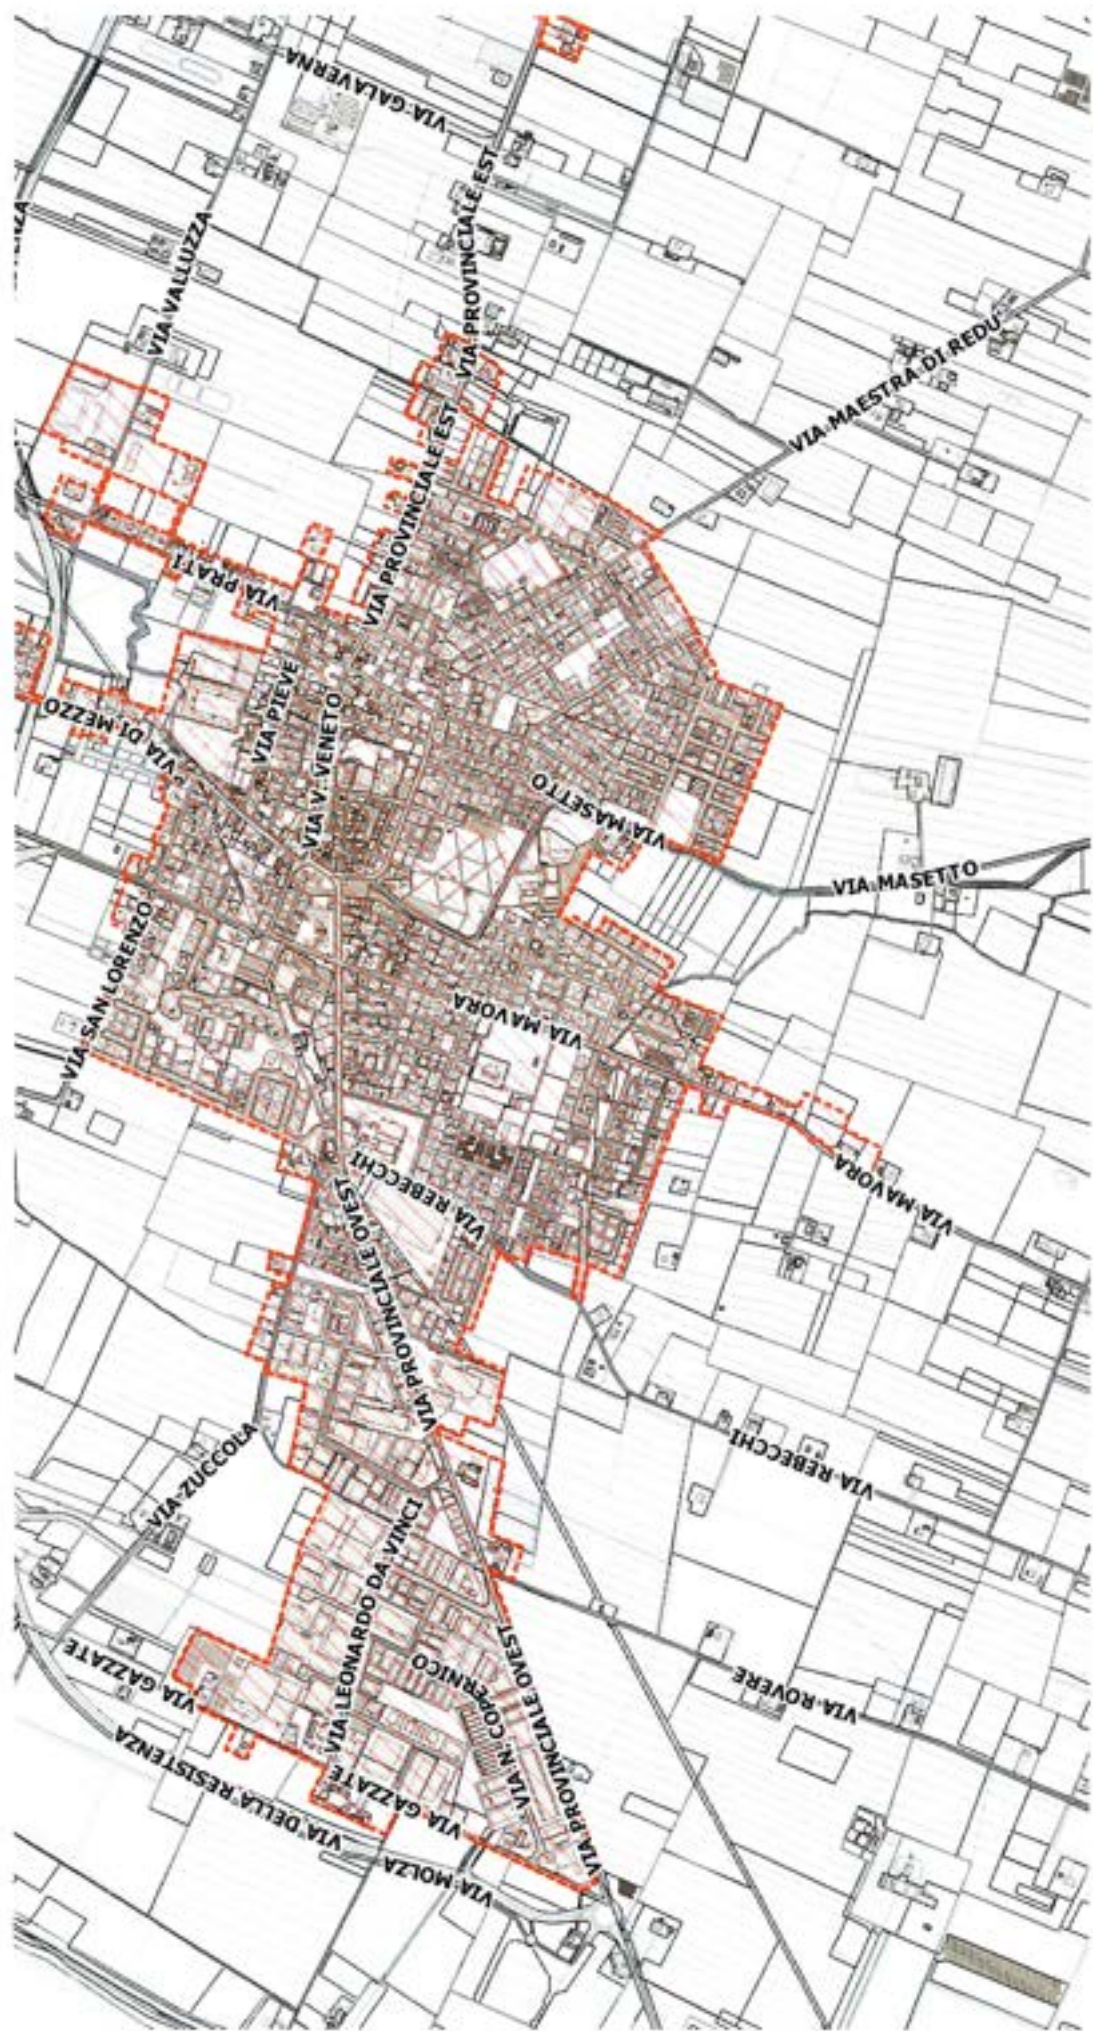 VIA GALAVERNA
VIA PROVINCIALE EST
VIA VALLUZZA
VIA MAESTRA DI REDU
VIA PROVINCIALE EST
VIA PRATI
VIA PIEVE
VIA V. VENETO
VIA DI MEZZO
VIA MASETTO
VIA MASETTO
VIA SAN LORENZO
VIA MAVORA
VIA MAVORA
VIA REBECCHI
VIA PROVINCIALE OVEST
VIA REBECCHI
VIA ZUCCOLA
VIA LEONARDO DA VINCI
VIA ROVERE
VIA GAZZATE
VIA N. COPERNICO
VIA PROVINCIALE OVEST
VIA DELLA RESISTENZA
VIA GAZZATE
VIA MOLZA